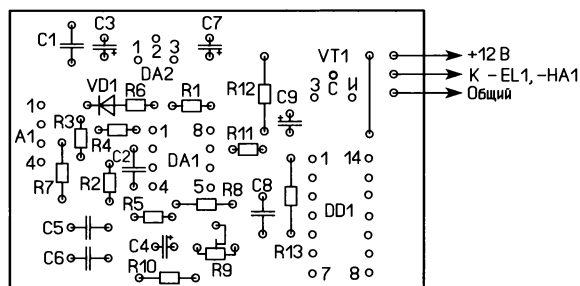 C1 C3 C7
1 2 3
DA2
VT1
З С И
+12 В
К – EL1, –HA1
Общий
VD1 R6 R1
R12
C9
1
A1
4
R3
R4
1 8
R11
C2
DA1
R7
R2
4 5
R8
C8
1 14
DD1
R5
C5
C4
R13
C6
R9
R10
7 8